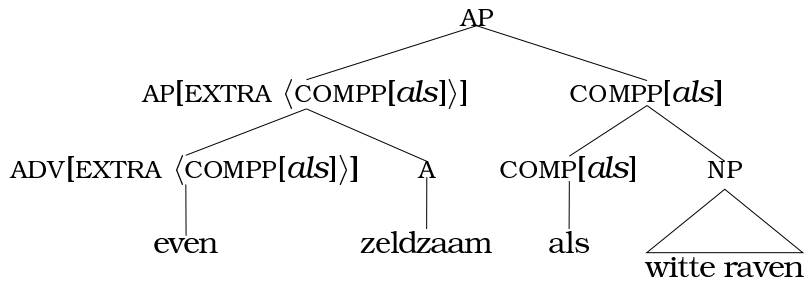 AP
AP[EXTRA ⟨COMPP[als]⟩] COMPP[als]
ADV[EXTRA ⟨COMPP[als]⟩] A COMP[als] NP
even zeldzaam als
witte raven